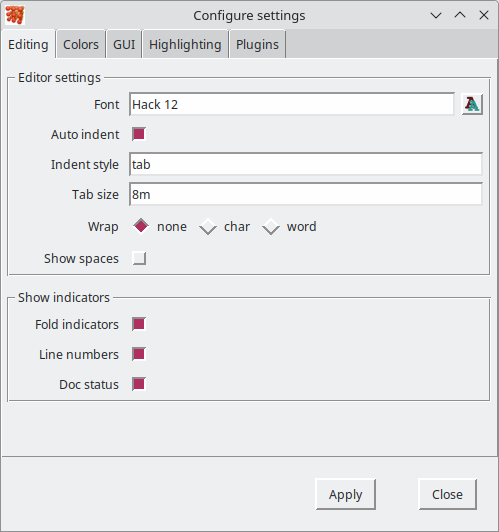 Configure settings
Editing Colors GUI Highlighting Plugins
Editor settings
Font Hack 12
Auto indent
Indent style tab
Tab size 8m
Wrap none char word
Show spaces
Show indicators
Fold indicators
Line numbers
Doc status
Apply Close